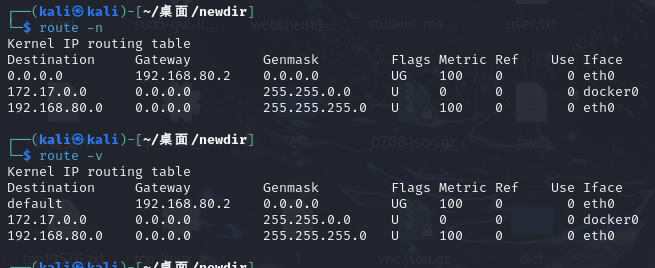 ┌──(kali㉿kali)-[~/桌面/newdir]
└─$ route -n
Kernel IP routing table
Destination     Gateway         Genmask         Flags Metric Ref    Use Iface
0.0.0.0         192.168.80.2    0.0.0.0         UG    100    0        0 eth0
172.17.0.0      0.0.0.0         255.255.0.0     U     0      0        0 docker0
192.168.80.0    0.0.0.0         255.255.255.0   U     100    0        0 eth0
┌──(kali㉿kali)-[~/桌面/newdir]
└─$ route -v
Kernel IP routing table
Destination     Gateway         Genmask         Flags Metric Ref    Use Iface
default         192.168.80.2    0.0.0.0         UG    100    0        0 eth0
172.17.0.0      0.0.0.0         255.255.0.0     U     0      0        0 docker0
192.168.80.0    0.0.0.0         255.255.255.0   U     100    0        0 eth0